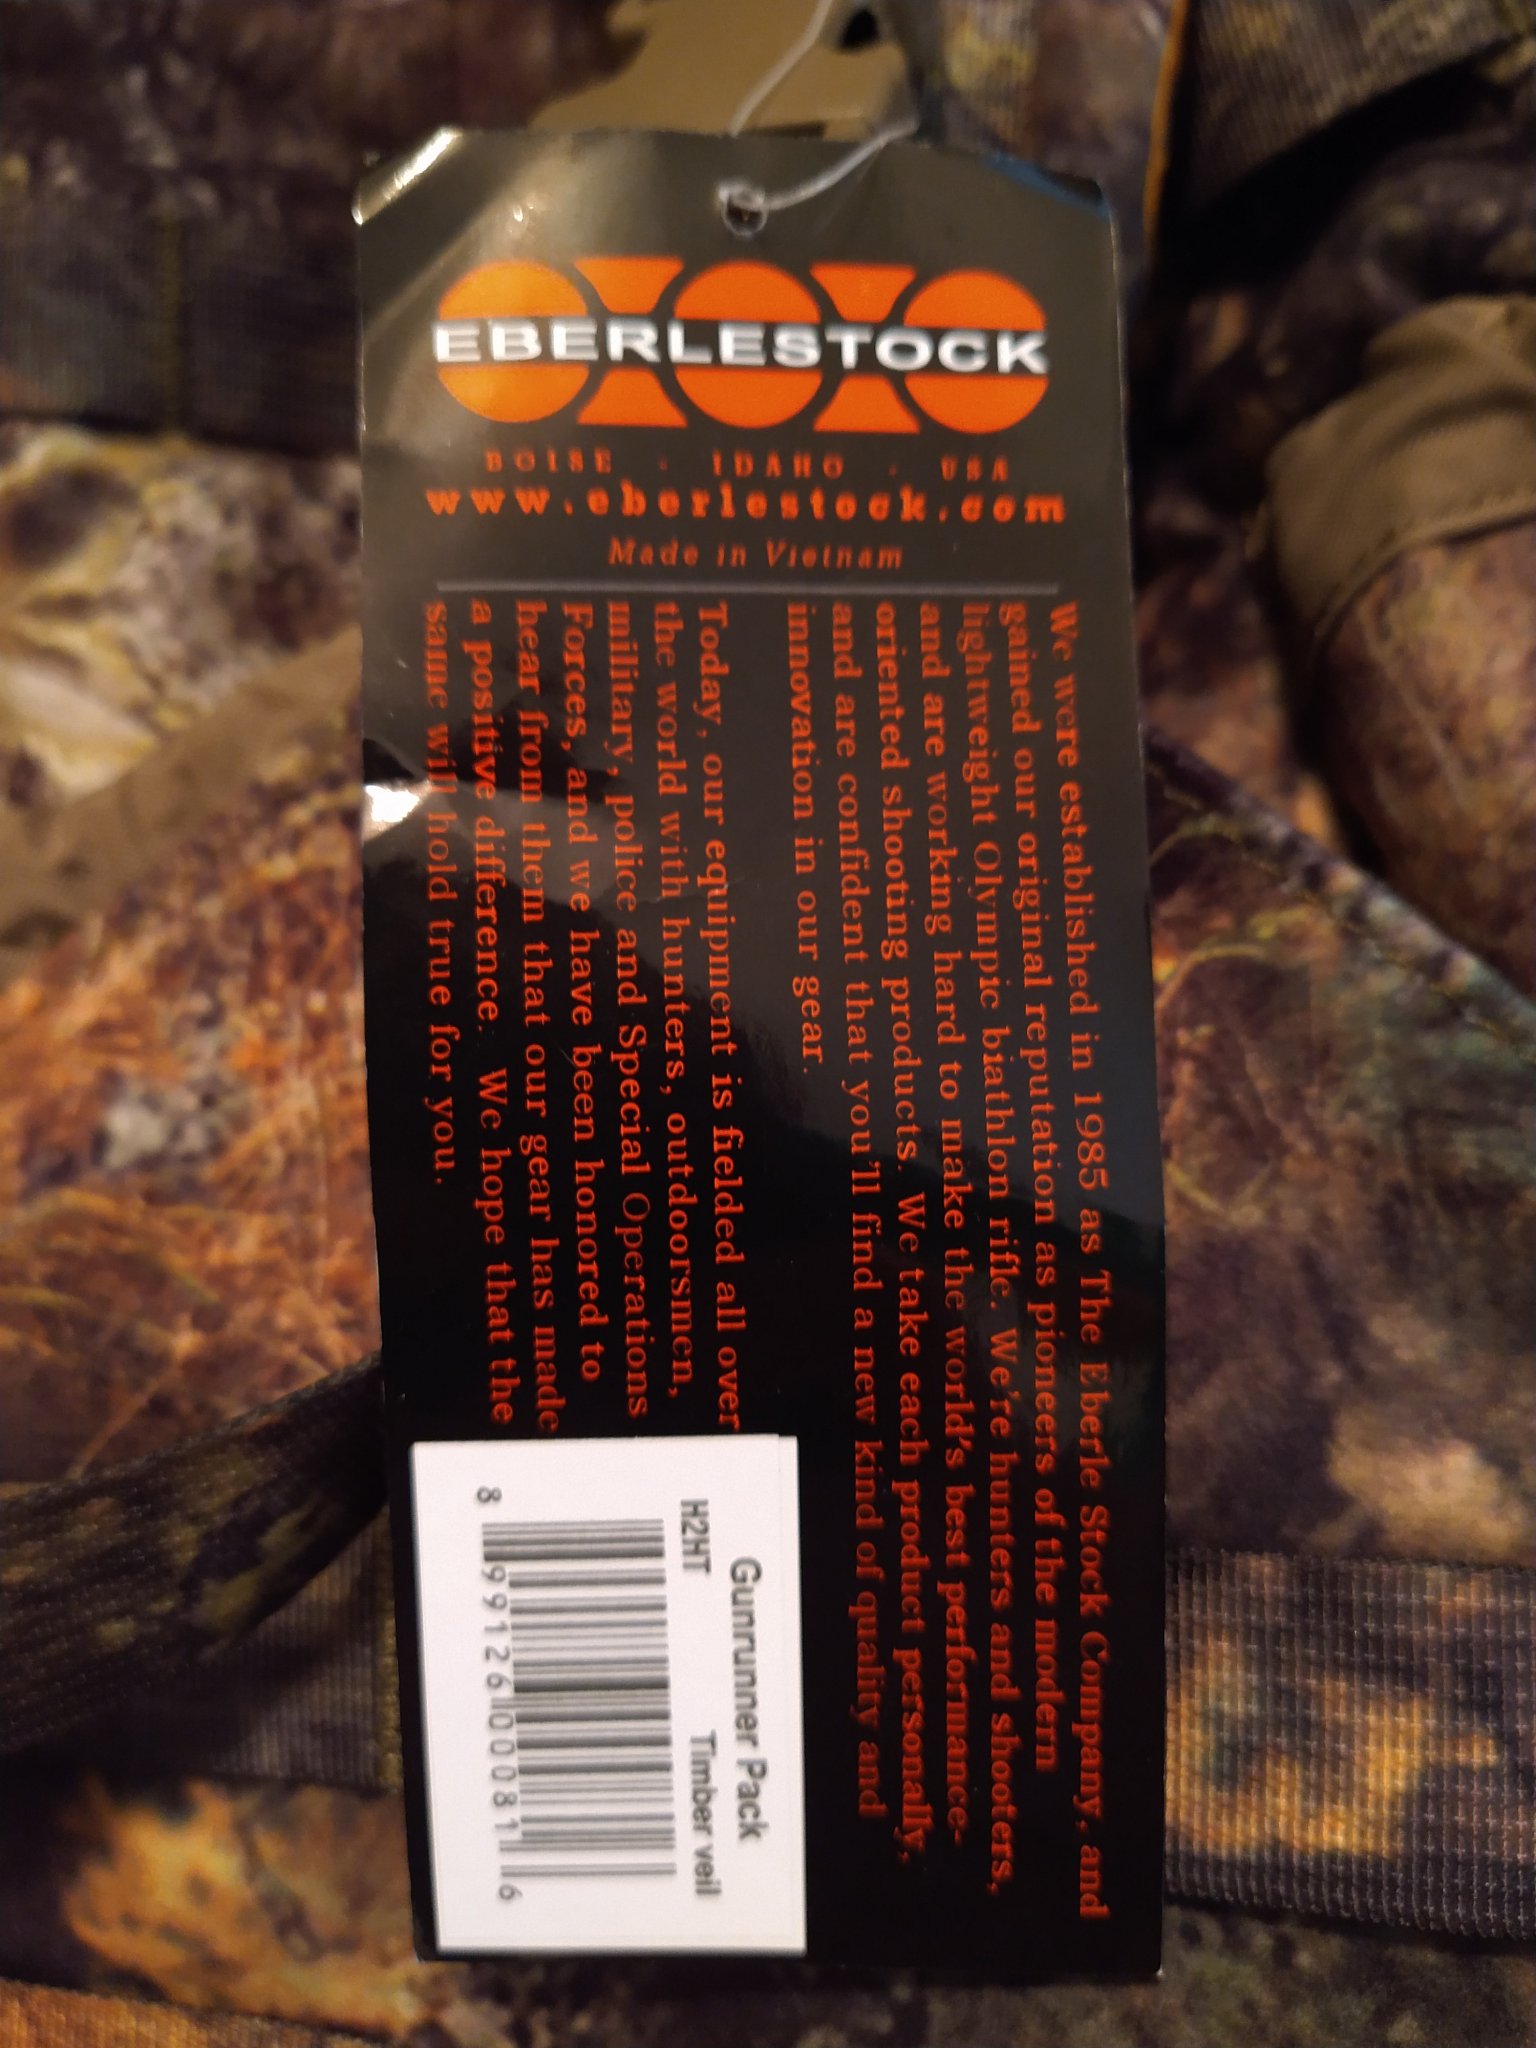 EBERLESTOCK
BOISE · IDAHO · USA
www.eberlestock.com
Made in Vietnam
We were established in 1985 as The Eberle Stock Company, and
gained our original reputation as pioneers of the modern
lightweight Olympic biathlon rifle. We're hunters and shooters,
and are working hard to make the world's best performance-
oriented shooting products. We take each product personally,
and are confident that you'll find a new kind of quality and
innovation in our gear.
Today, our equipment is fielded all over
the world with hunters, outdoorsmen,
military, police and Special Operations
Forces, and we have been honored to
hear from them that our gear has made
a positive difference. We hope that the
same will hold true for you.
Gunrunner Pack
H2HT Timber veil
8 99126 00081 6